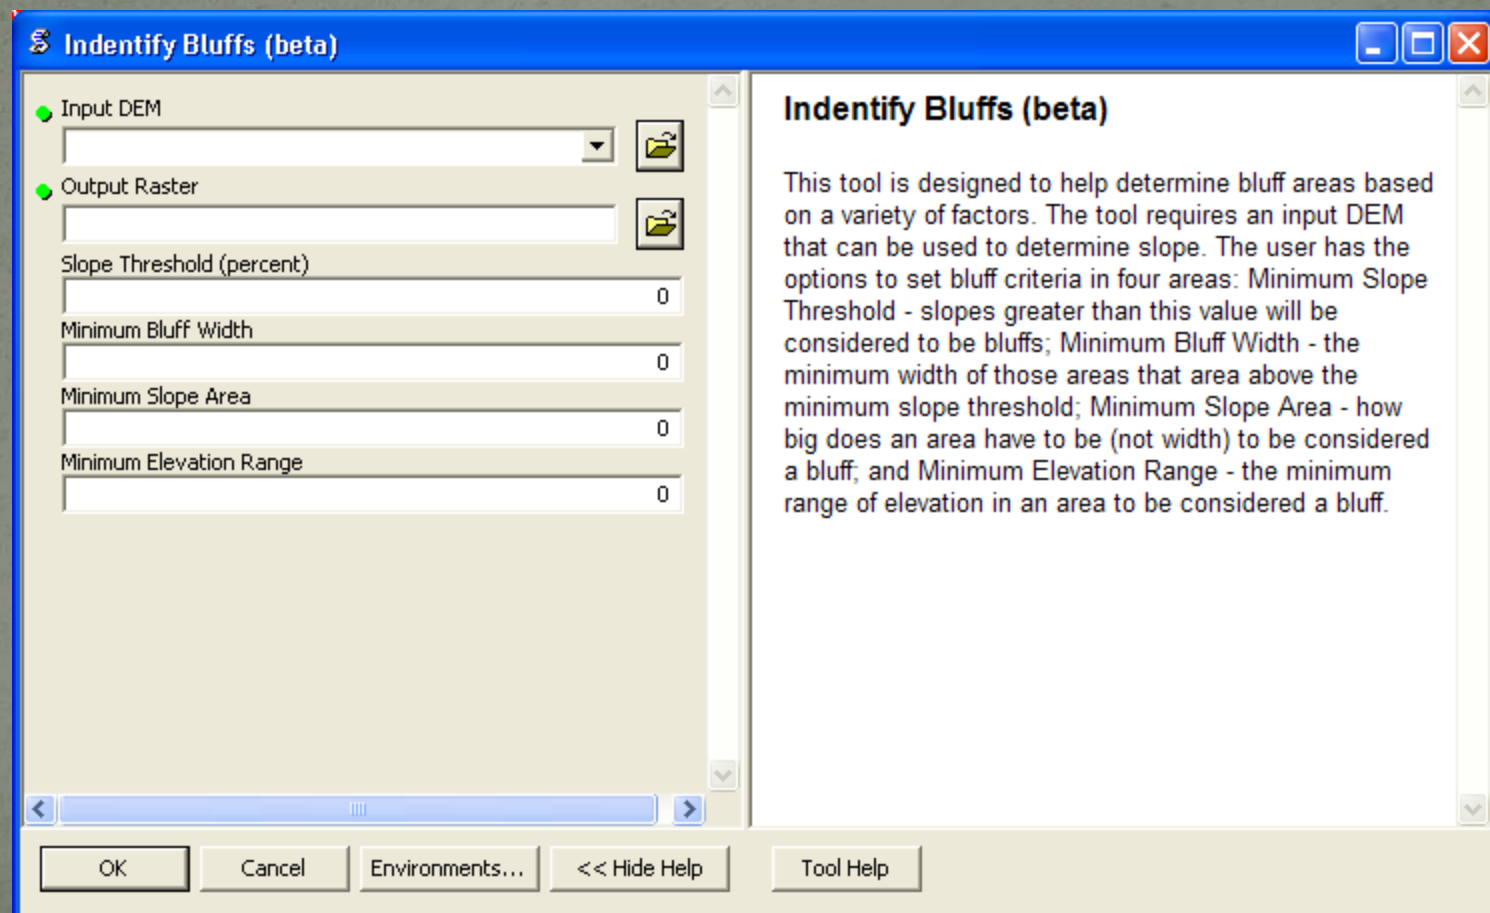 Indentify Bluffs (beta)
Input DEM
Output Raster
Slope Threshold (percent)
0
Minimum Bluff Width
0
Minimum Slope Area
0
Minimum Elevation Range
0
Indentify Bluffs (beta)
This tool is designed to help determine bluff areas based
on a variety of factors. The tool requires an input DEM
that can be used to determine slope. The user has the
options to set bluff criteria in four areas: Minimum Slope
Threshold - slopes greater than this value will be
considered to be bluffs; Minimum Bluff Width - the
minimum width of those areas that area above the
minimum slope threshold; Minimum Slope Area - how
big does an area have to be (not width) to be considered
a bluff; and Minimum Elevation Range - the minimum
range of elevation in an area to be considered a bluff.
OK Cancel Environments... << Hide Help Tool Help